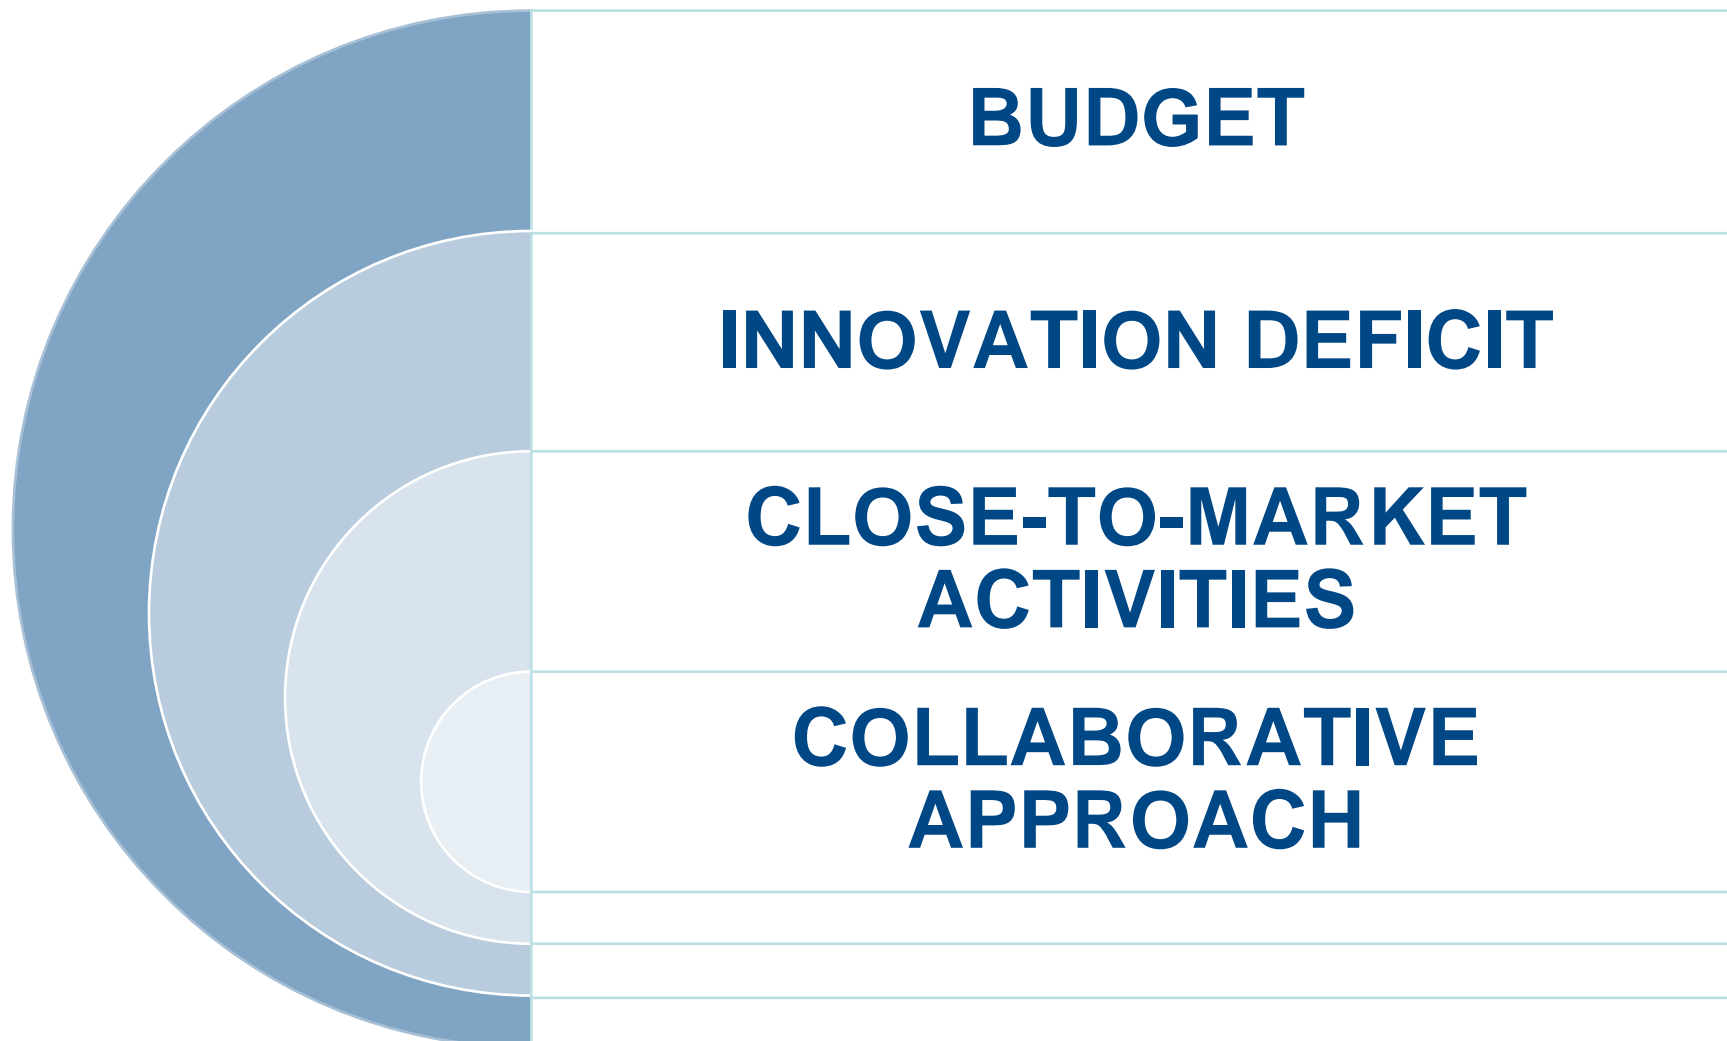 BUDGET
INNOVATION DEFICIT
CLOSE-TO-MARKET
ACTIVITIES
COLLABORATIVE
APPROACH